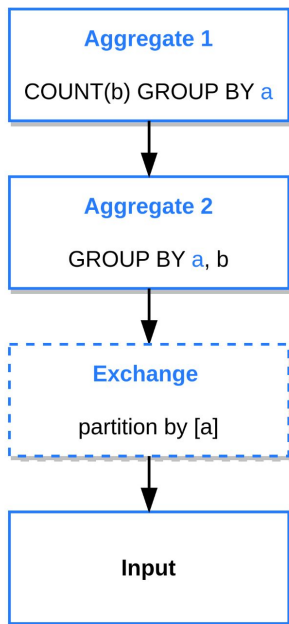 Aggregate 1
COUNT(b) GROUP BY a
Aggregate 2
GROUP BY a, b
Exchange
partition by [a]
Input